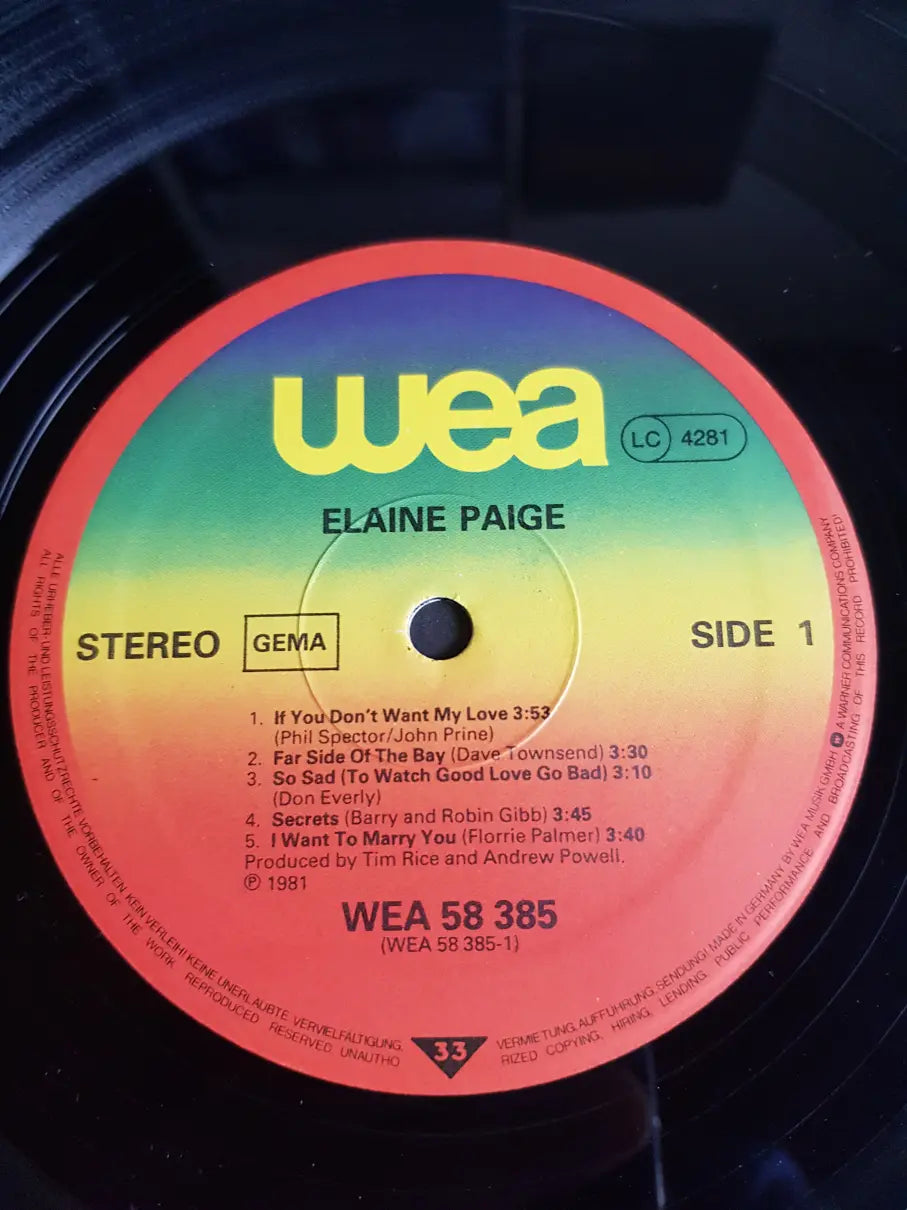 wea
LC 4281
ELAINE PAIGE
STEREO GEMA SIDE 1
1. If You Don't Want My Love 3:53
(Phil Spector/John Prine)
2. Far Side Of The Bay (Dave Townsend) 3:30
3. So Sad (To Watch Good Love Go Bad) 3:10
(Don Everly)
4. Secrets (Barry and Robin Gibb) 3:45
5. I Want To Marry You (Florrie Palmer) 3:40
Produced by Tim Rice and Andrew Powell.
℗ 1981
WEA 58 385
(WEA 58 385-1)
33
ALLE URHEBER- UND LEISTUNGSSCHUTZRECHTE VORBEHALTEN. KEIN VERLEIH! KEINE UNERLAUBTE VERVIELFÄLTIGUNG, VERMIETUNG, AUFFÜHRUNG, SENDUNG! MADE IN GERMANY BY WEA MUSIK GMBH A WARNER COMMUNICATIONS COMPANY
ALL RIGHTS OF THE PRODUCER AND OF THE OWNER OF THE WORK REPRODUCED RESERVED UNAUTHORIZED COPYING, HIRING, LENDING PUBLIC PERFORMANCE AND BROADCASTING OF THIS RECORD PROHIBITED!